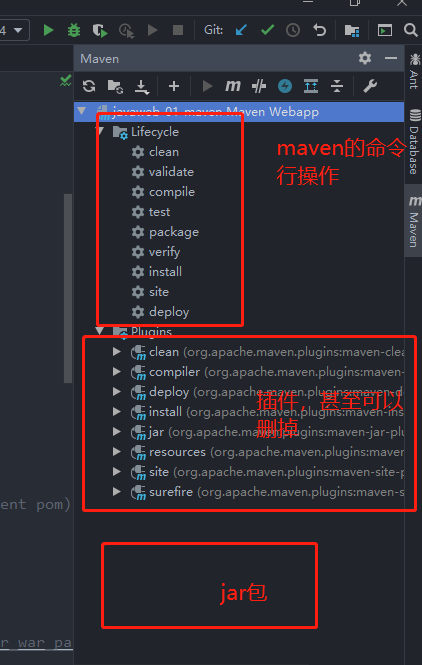 4
Git:
Maven
javaweb-01-maven Maven Webapp
Lifecycle
clean
validate
compile
test
package
verify
install
site
deploy
maven的命令
行操作
Plugins
clean (org.apache.maven.plugins:maven-clea
compiler (org.apache.maven.plugins:maven-
deploy (org.apache.maven.plugins:maven-d
install (org.apache.maven.plugins:maven-ins
jar (org.apache.maven.plugins:maven-jar-plu
resources (org.apache.maven.plugins:maven
site (org.apache.maven.plugins:maven-site-p
surefire (org.apache.maven.plugins:maven-s
插件，甚至可以
删掉
jar包
ent pom)
r war pa
Ant
Database
Maven